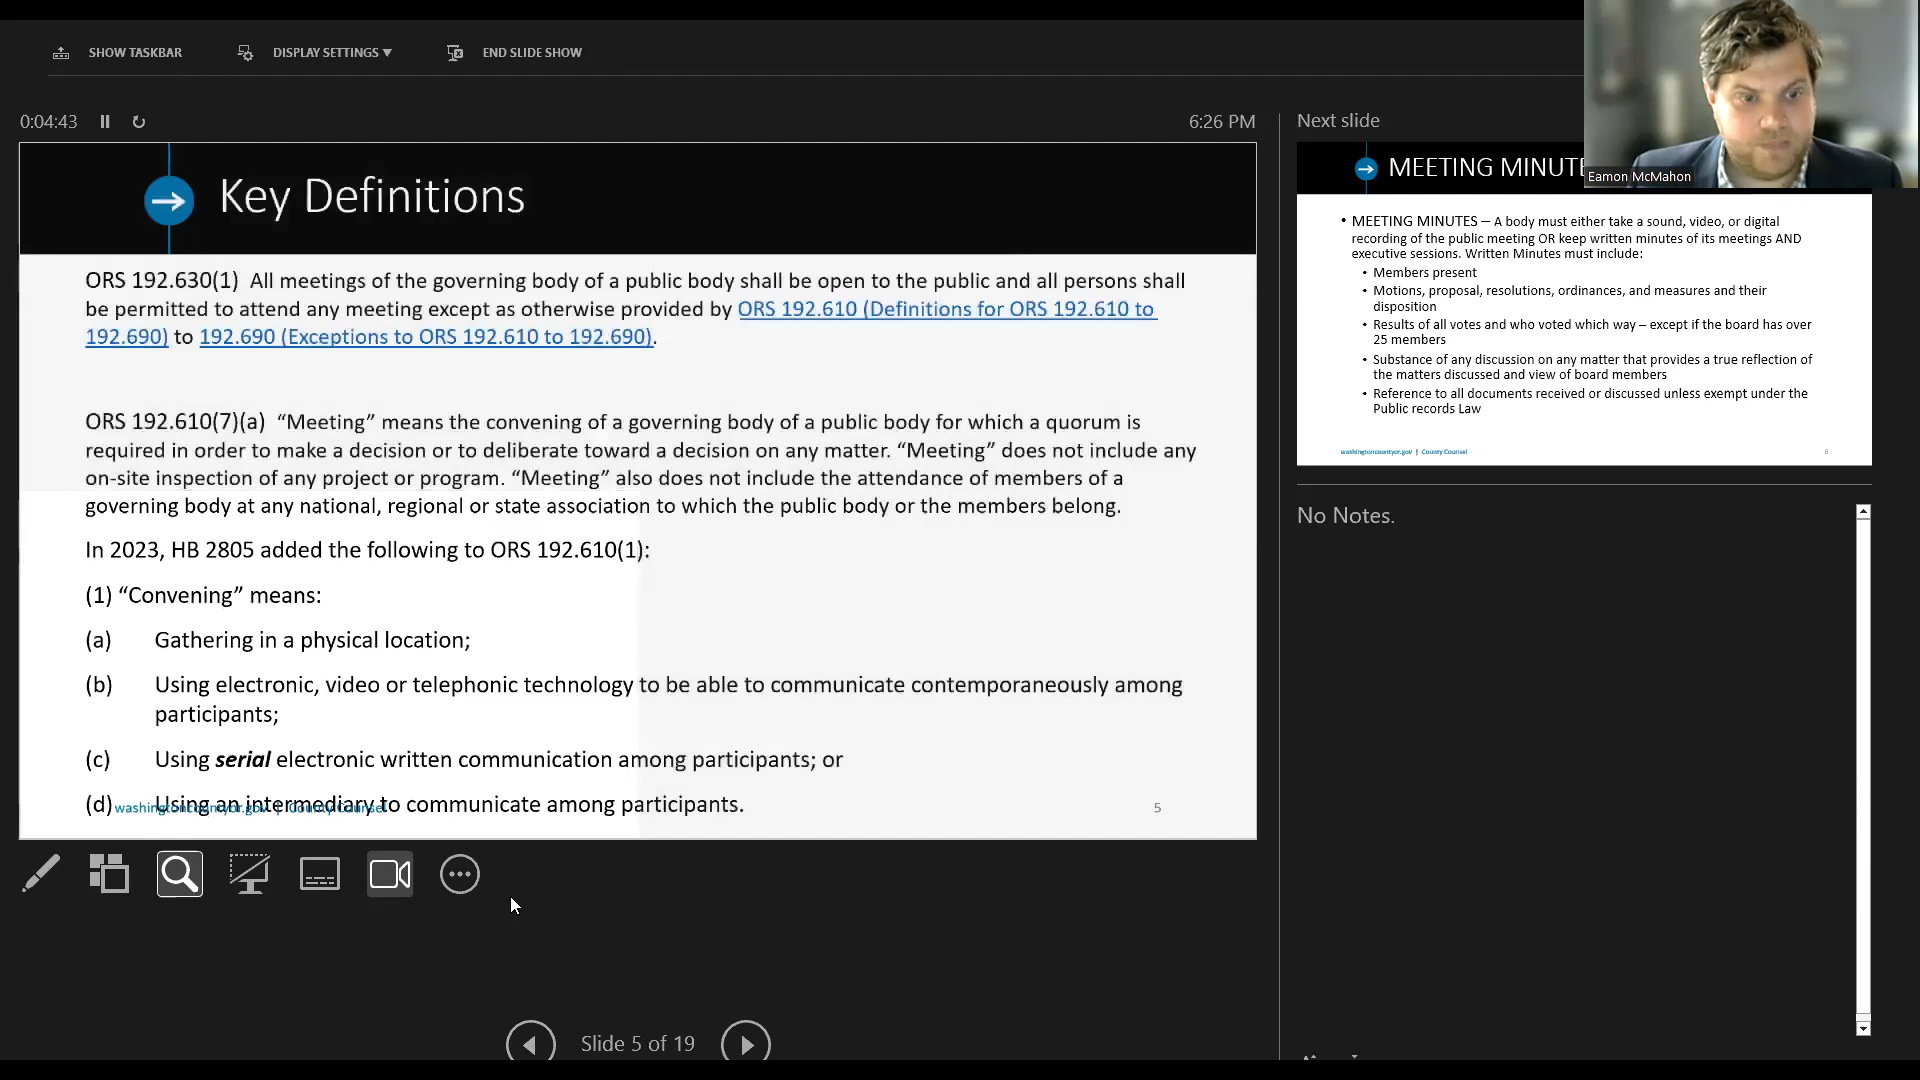 SHOW TASKBAR
DISPLAY SETTINGS ▼
END SLIDE SHOW
0:04:43
6:26 PM
Key Definitions
ORS 192.630(1) All meetings of the governing body of a public body shall be open to the public and all persons shall
be permitted to attend any meeting except as otherwise provided by ORS 192.610 (Definitions for ORS 192.610 to
192.690) to 192.690 (Exceptions to ORS 192.610 to 192.690).
ORS 192.610(7)(a) “Meeting” means the convening of a governing body of a public body for which a quorum is
required in order to make a decision or to deliberate toward a decision on any matter. “Meeting” does not include any
on-site inspection of any project or program. “Meeting” also does not include the attendance of members of a
governing body at any national, regional or state association to which the public body or the members belong.
In 2023, HB 2805 added the following to ORS 192.610(1):
(1) “Convening” means:
(a) Gathering in a physical location;
(b) Using electronic, video or telephonic technology to be able to communicate contemporaneously among
participants;
(c) Using serial electronic written communication among participants; or
(d) Using an intermediary to communicate among participants.
washingtoncountyor.gov | County Counsel
5
Slide 5 of 19
Next slide
Eamon McMahon
MEETING MINUTE
• MEETING MINUTES – A body must either take a sound, video, or digital
recording of the public meeting OR keep written minutes of its meetings AND
executive sessions. Written Minutes must include:
• Members present
• Motions, proposal, resolutions, ordinances, and measures and their
disposition
• Results of all votes and who voted which way – except if the board has over
25 members
• Substance of any discussion on any matter that provides a true reflection of
the matters discussed and view of board members
• Reference to all documents received or discussed unless exempt under the
Public records Law
washingtoncountyor.gov | County Counsel
6
No Notes.